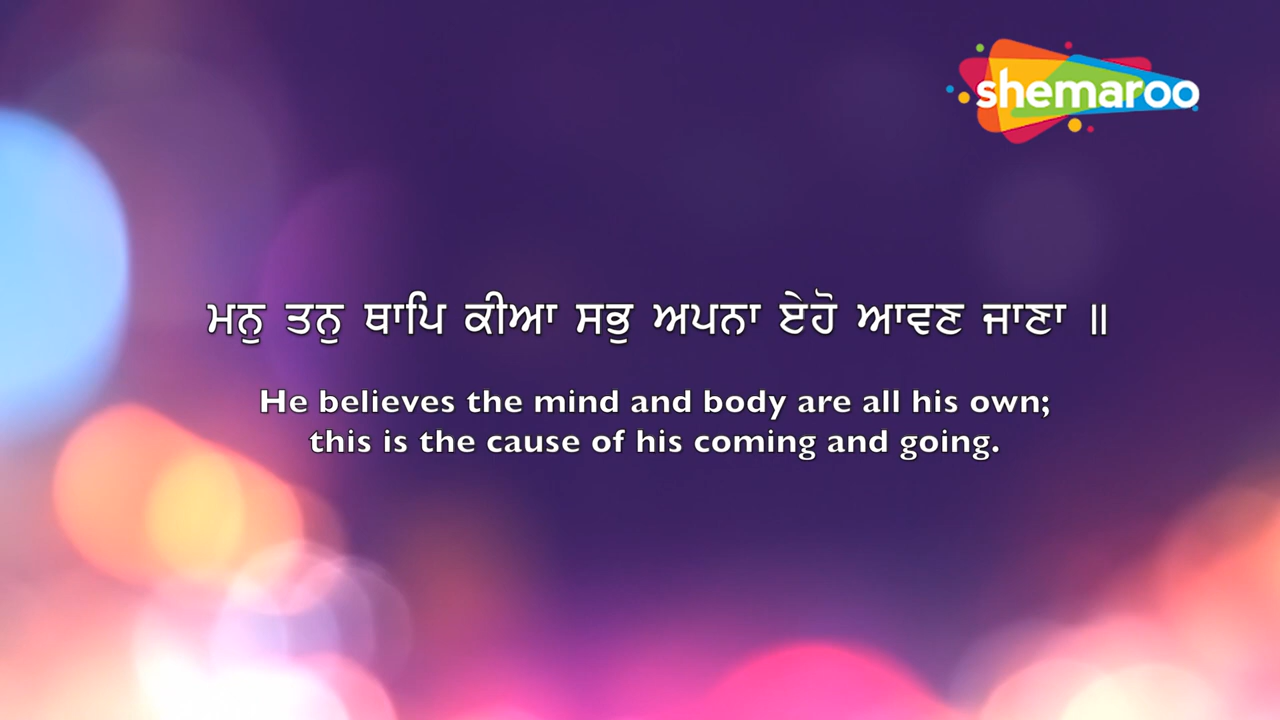 shemaroo
ਮਨੁ ਤਨੁ ਥਾਪਿ ਕੀਆ ਸਭੁ ਅਪਨਾ ਏਹੋ ਆਵਣ ਜਾਣਾ ॥
He believes the mind and body are all his own;
this is the cause of his coming and going.